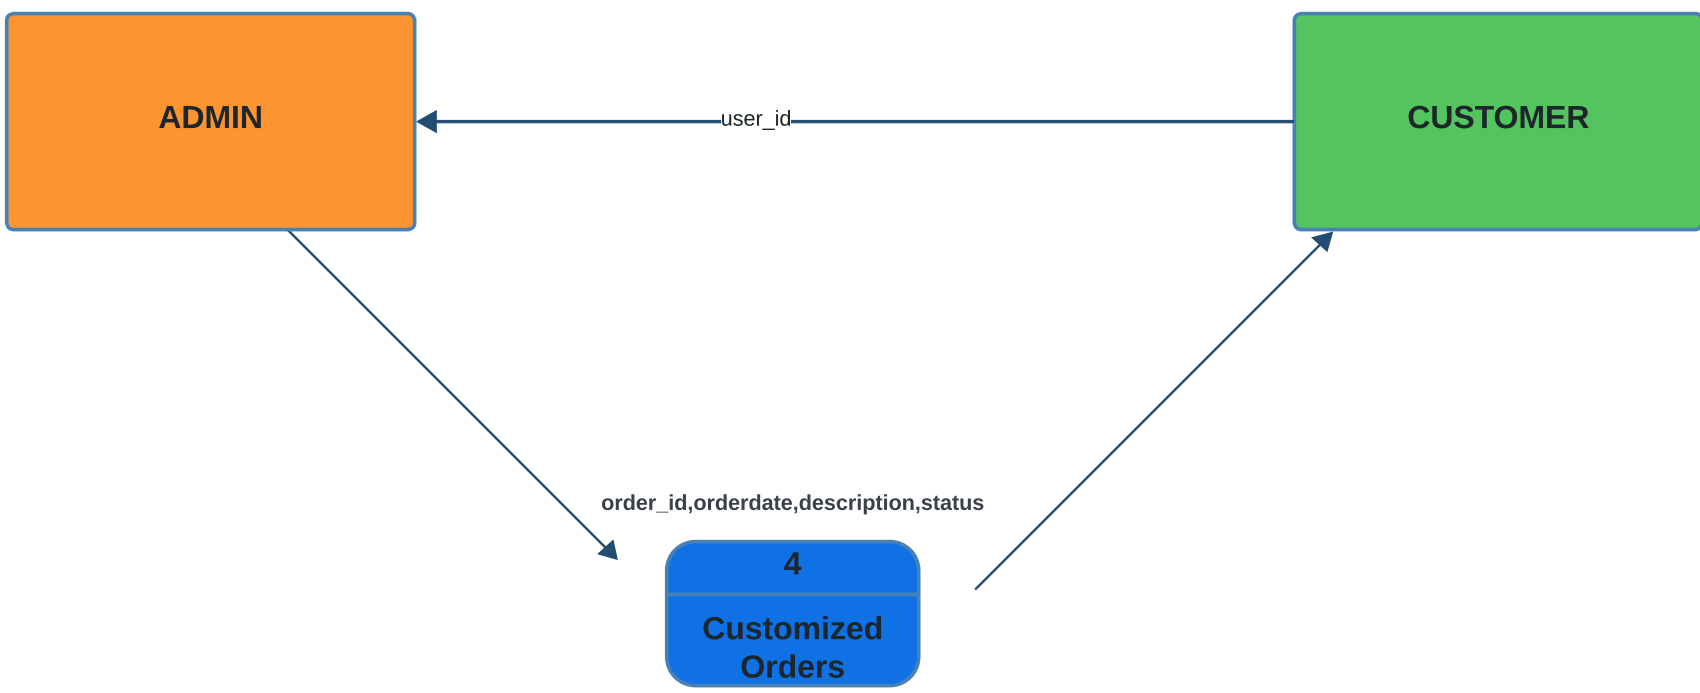 ADMIN
user_id
CUSTOMER
order_id,orderdate,description,status
4
Customized
Orders